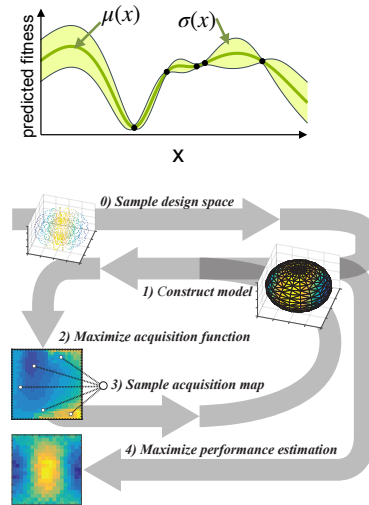 μ(x)
σ(x)
predicted fitness
x
0) Sample design space
1) Construct model
2) Maximize acquisition function
3) Sample acquisition map
4) Maximize performance estimation